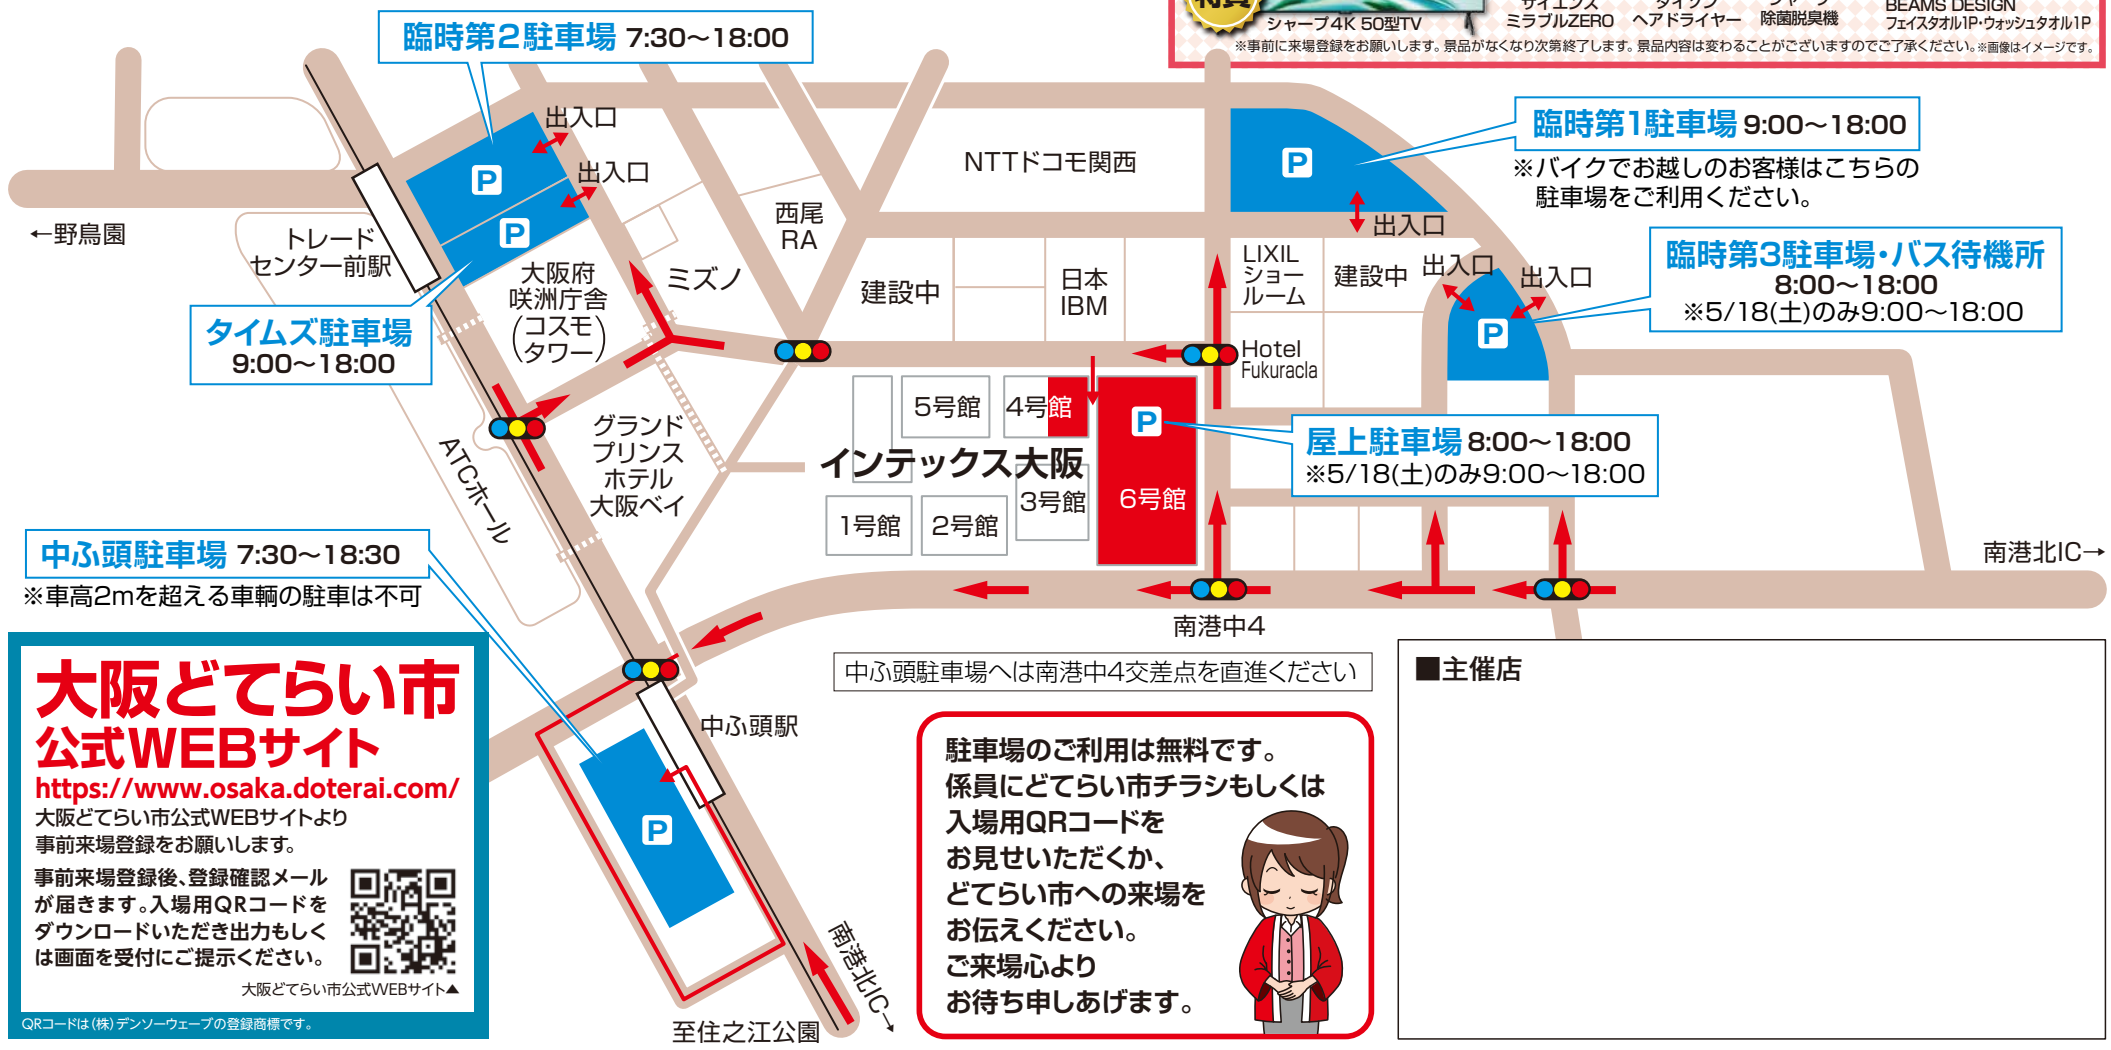 シャープ4K 50型TV
サイエンス
ミラブルZERO
ヘアドライヤー
シャープ
除菌脱臭機
BEAMS DESIGN
フェイスタオル1P・ウォッシュタオル1P
※事前に来場登録をお願いします。景品がなくなり次第終了します。景品内容は変わることがございますのでご了承ください。※画像はイメージです。
臨時第2駐車場 7:30〜18:00
出入口
出入口
P
P
←野鳥園
トレード
センター前駅
大阪府
咲洲庁舎
(コスモ
タワー)
ミズノ
西尾
RA
NTTドコモ関西
P
臨時第1駐車場 9:00〜18:00
※バイクでお越しのお客様はこちらの
駐車場をご利用ください。
出入口
建設中
日本
IBM
LIXIL
ショー
ルーム
建設中
出入口
出入口
P
臨時第3駐車場・バス待機所
8:00〜18:00
※5/18(土)のみ9:00〜18:00
タイムズ駐車場
9:00〜18:00
Hotel
Fukuracla
5号館
4号館
P
屋上駐車場 8:00〜18:00
※5/18(土)のみ9:00〜18:00
グランド
プリンス
ホテル
大阪ベイ
ATCホール
インテックス大阪
1号館
2号館
3号館
6号館
南港北IC→
中ふ頭駐車場 7:30〜18:30
※車高2mを超える車輌の駐車は不可
南港中4
中ふ頭駐車場へは南港中4交差点を直進ください
中ふ頭駅
P
南港北IC→
至住之江公園
大阪どてらい市
公式WEBサイト
https://www.osaka.doterai.com/
大阪どてらい市公式WEBサイトより
事前来場登録をお願いします。
事前来場登録後、登録確認メール
が届きます。入場用QRコードを
ダウンロードいただき出力もしく
は画面を受付にご提示ください。
大阪どてらい市公式WEBサイト▲
QRコードは(株)デンソーウェーブの登録商標です。
駐車場のご利用は無料です。
係員にどてらい市チラシもしくは
入場用QRコードを
お見せいただくか、
どてらい市への来場を
お伝えください。
ご来場心より
お待ち申しあげます。
■主催店